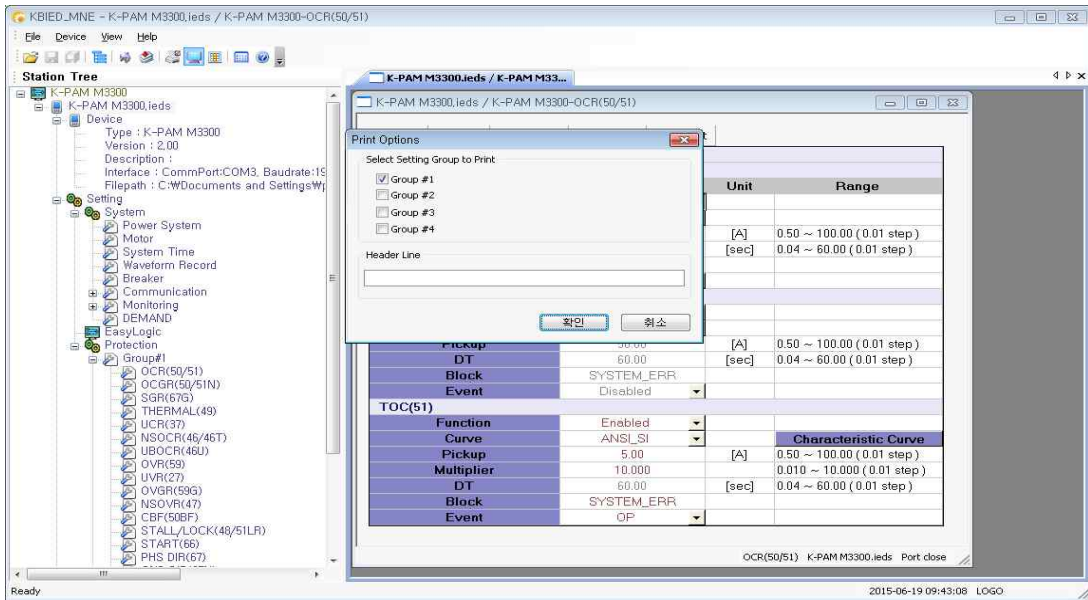 KBIED_MNE - K-PAM M3300.ieds / K-PAM M3300-OCR(50/51)
File Device View Help
Station Tree
K-PAM M3300
K-PAM M3300.ieds
Device
Type : K-PAM M3300
Version : 2.00
Description :
Interface : CommPort:COM3, Baudrate:19
Filepath : C:₩Documents and Settings₩p
Setting
System
Power System
Motor
System Time
Waveform Record
Breaker
Communication
Monitoring
DEMAND
EasyLogic
Protection
Group#1
OCR(50/51)
OCGR(50/51N)
SGR(67G)
THERMAL(49)
UCR(37)
NSOCR(46/46T)
UBOCR(46U)
OVR(59)
UVR(27)
OVGR(59G)
NSOVR(47)
CBF(50BF)
STALL/LOCK(48/51LR)
START(66)
PHS DIR(67)
K-PAM M3300.ieds / K-PAM M33...
K-PAM M3300.ieds / K-PAM M3300-OCR(50/51)
Print Options
Select Setting Group to Print
Group #1
Group #2
Group #3
Group #4
Header Line
확인 취소
Unit Range
[A] 0.50 ~ 100.00 ( 0.01 step )
[sec] 0.04 ~ 60.00 ( 0.01 step )
Pickup 50.00 [A] 0.50 ~ 100.00 ( 0.01 step )
DT 60.00 [sec] 0.04 ~ 60.00 ( 0.01 step )
Block SYSTEM_ERR
Event Disabled
TOC(51)
Function Enabled
Curve ANSI_SI Characteristic Curve
Pickup 5.00 [A] 0.50 ~ 100.00 ( 0.01 step )
Multiplier 10.000 0.010 ~ 10.000 ( 0.01 step )
DT 60.00 [sec] 0.04 ~ 60.00 ( 0.01 step )
Block SYSTEM_ERR
Event OP
OCR(50/51) K-PAM M3300.ieds Port close
Ready 2015-06-19 09:43:08 LOGO